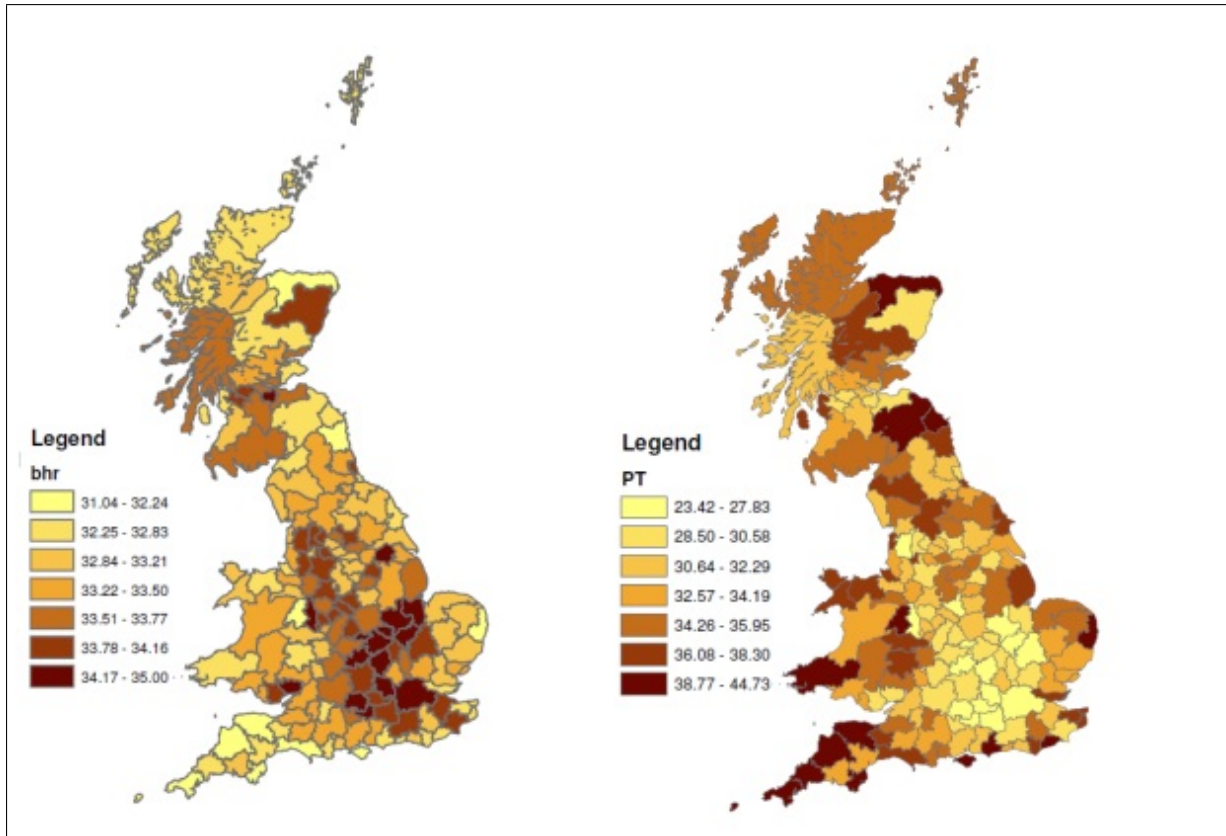 Legend
bhr
31.04 - 32.24
32.25 - 32.83
32.84 - 33.21
33.22 - 33.50
33.51 - 33.77
33.78 - 34.16
34.17 - 35.00
Legend
PT
23.42 - 27.83
28.50 - 30.58
30.64 - 32.29
32.57 - 34.19
34.26 - 35.95
36.08 - 38.30
38.77 - 44.73